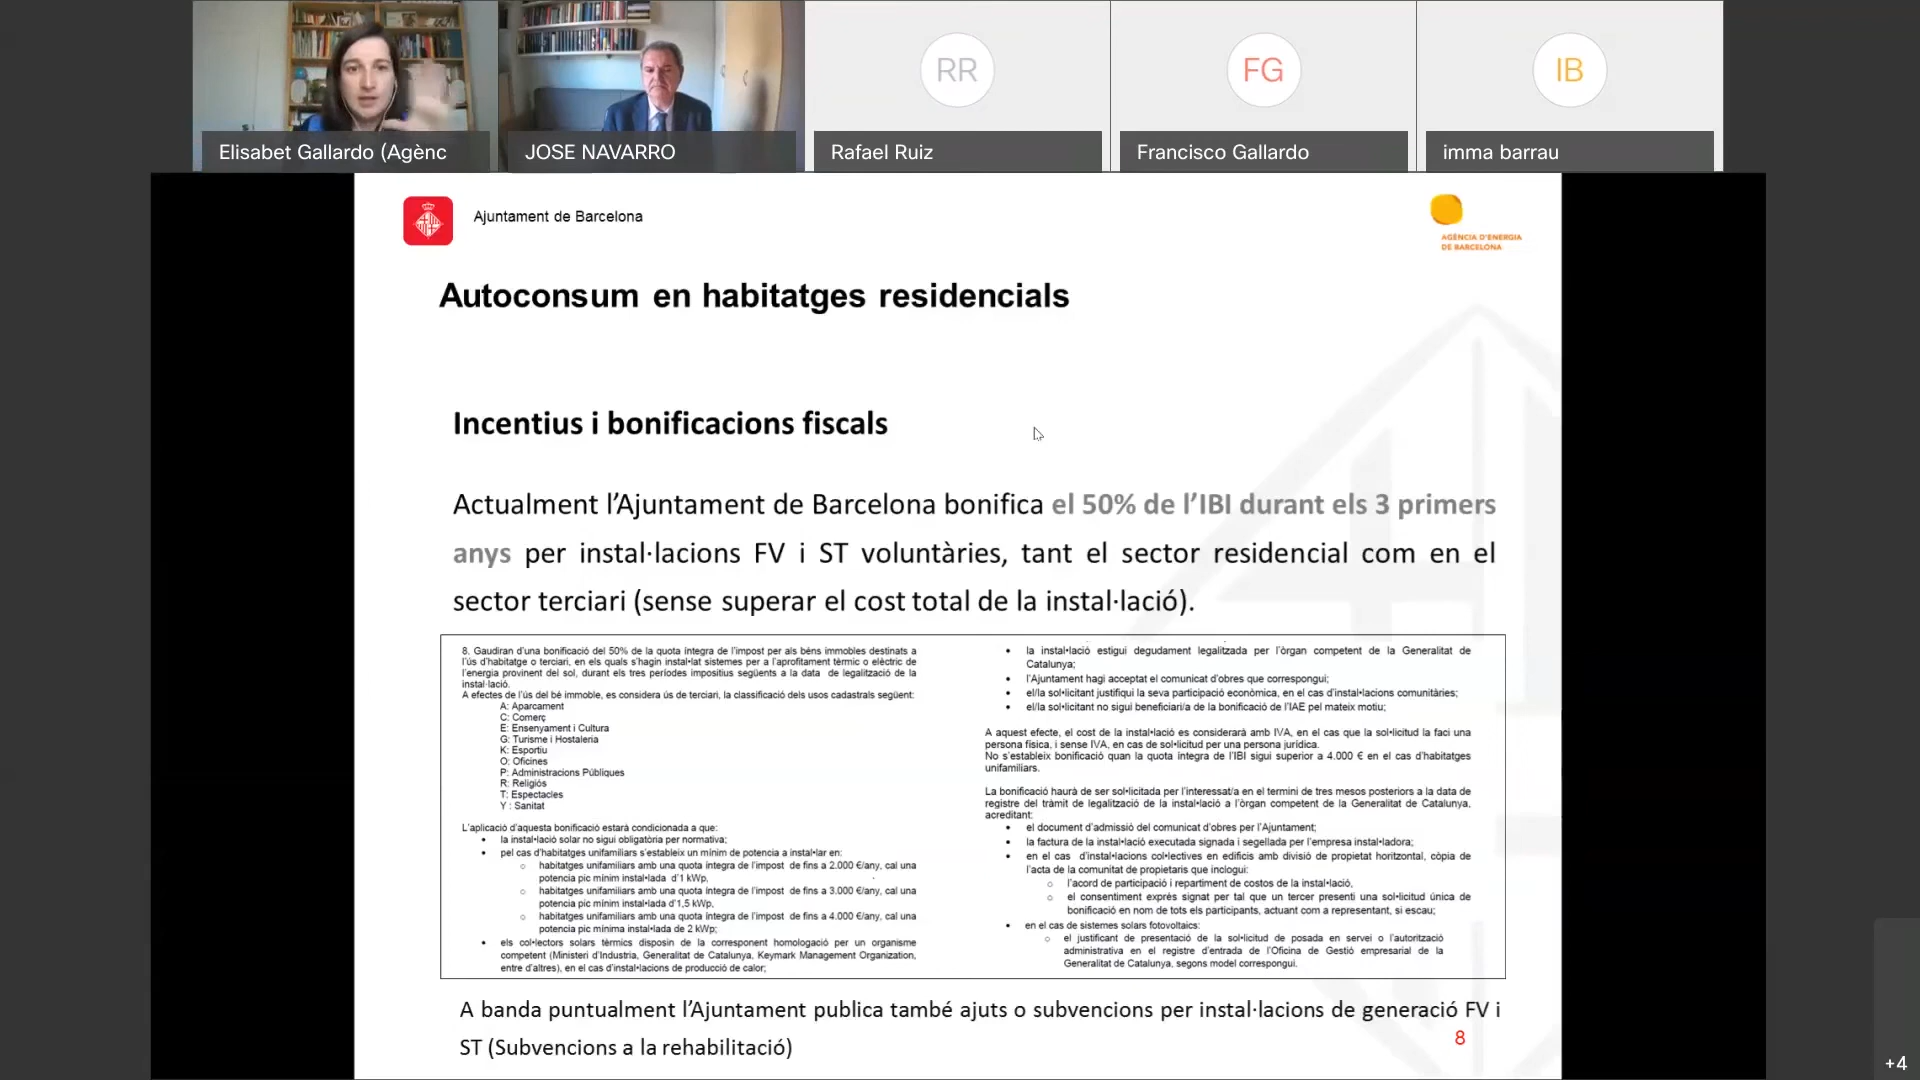 RR
FG
IB
Elisabet Gallardo (Agènc
JOSE NAVARRO
Rafael Ruiz
Francisco Gallardo
imma barrau
Ajuntament de Barcelona
AGÈNCIA D'ENERGIA
DE BARCELONA
Autoconsum en habitatges residencials
Incentius i bonificacions fiscals
Actualment l'Ajuntament de Barcelona bonifica el 50% de l'IBI durant els 3 primers
anys per instal·lacions FV i ST voluntàries, tant el sector residencial com en el
sector terciari (sense superar el cost total de la instal·lació).
8. Gaudiran d'una bonificació del 50% de la quota íntegra de l'impost per als béns immobles destinats a
l'ús d'habitatge o terciari, en els quals s'hagin instal•lat sistemes per a l'aprofitament tèrmic o elèctric de
l'energia provinent del sol, durant els tres períodes impositius següents a la data de legalització de la
instal·lació.
A efectes de l'ús del bé immoble, es considera ús de terciari, la classificació dels usos cadastrals següent:
A: Aparcament
C: Comerç
E: Ensenyament i Cultura
G: Turisme i Hostaleria
K: Esportiu
O: Oficines
P: Administracions Públiques
R: Religiós
T: Espectacles
Y : Sanitat
L'aplicació d'aquesta bonificació estarà condicionada a que:
• la instal•lació solar no sigui obligatòria per normativa;
• pel cas d'habitatges unifamiliars s'estableix un mínim de potencia a instal•lar en:
○ habitatges unifamiliars amb una quota íntegra de l'impost de fins a 2.000 €/any, cal una
potencia pic mínim instal•lada d'1 kWp,
○ habitatges unifamiliars amb una quota íntegra de l'impost de fins a 3.000 €/any, cal una
potencia pic mínim instal•lada d'1,5 kWp,
○ habitatges unifamiliars amb una quota íntegra de l'impost de fins a 4.000 €/any, cal una
potencia pic mínima instal•lada de 2 kWp;
• els col•lectors solars tèrmics disposin de la corresponent homologació per un organisme
competent (Ministeri d'Industria, Generalitat de Catalunya, Keymark Management Organization,
entre d'altres), en el cas d'instal•lacions de producció de calor;
• la instal•lació estigui degudament legalitzada per l'òrgan competent de la Generalitat de
Catalunya;
• l'Ajuntament hagi acceptat el comunicat d'obres que correspongui;
• el/la sol•licitant justifiqui la seva participació econòmica, en el cas d'instal•lacions comunitàries;
• el/la sol•licitant no sigui beneficiari/a de la bonificació de l'IAE pel mateix motiu;
A aquest efecte, el cost de la instal•lació es considerarà amb IVA, en el cas que la sol•licitud la faci una
persona física, i sense IVA, en cas de sol•licitud per una persona jurídica.
No s'estableix bonificació quan la quota íntegra de l'IBI sigui superior a 4.000 € en el cas d'habitatges
unifamiliars.
La bonificació haurà de ser sol•licitada per l'interessat/a en el termini de tres mesos posteriors a la data de
registre del tràmit de legalització de la instal•lació a l'òrgan competent de la Generalitat de Catalunya,
acreditant:
• el document d'admissió del comunicat d'obres per l'Ajuntament;
• la factura de la instal•lació executada signada i segellada per l'empresa instal•ladora;
• en el cas d'instal•lacions col•lectives en edificis amb divisió de propietat horitzontal, còpia de
l'acta de la comunitat de propietaris que inclogui:
○ l'acord de participació i repartiment de costos de la instal•lació,
○ el consentiment exprés signat per tal que un tercer presenti una sol•licitud única de
bonificació en nom de tots els participants, actuant com a representant, si escau;
• en el cas de sistemes solars fotovoltaics:
○ el justificant de presentació de la sol•licitud de posada en servei o l'autorització
administrativa en el registre d'entrada de l'Oficina de Gestió empresarial de la
Generalitat de Catalunya, segons model correspongui.
A banda puntualment l'Ajuntament publica també ajuts o subvencions per instal·lacions de generació FV i
ST (Subvencions a la rehabilitació)
8
+4